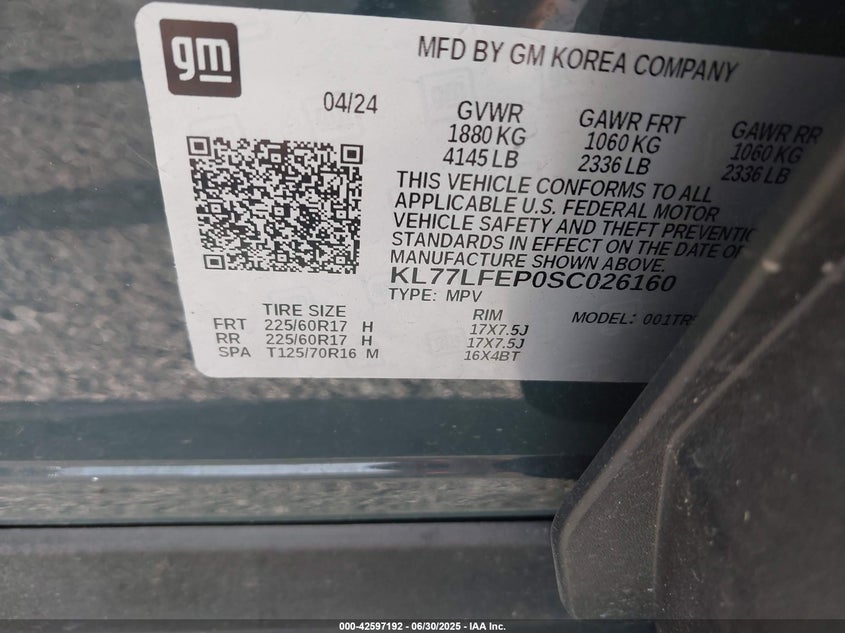 gm
MFD BY GM KOREA COMPANY
04/24
GVWR GAWR FRT GAWR RR
1880 KG 1060 KG 1060 KG
4145 LB 2336 LB 2336 LB
THIS VEHICLE CONFORMS TO ALL
APPLICABLE U.S. FEDERAL MOTOR
VEHICLE SAFETY AND THEFT
STANDARDS IN EFFECT ON THE DATE OF
MANUFACTURE SHOWN ABOVE.
KL77LFEP0SC026160
TYPE: MPV
TIRE SIZE RIM MODEL:
FRT 225/60R17 H 17X7.5J
RR 225/60R17 H 17X7.5J
SPA T125/70R16 M 16X4BT
000-42597192 - 06/30/2025 - IAA Inc.